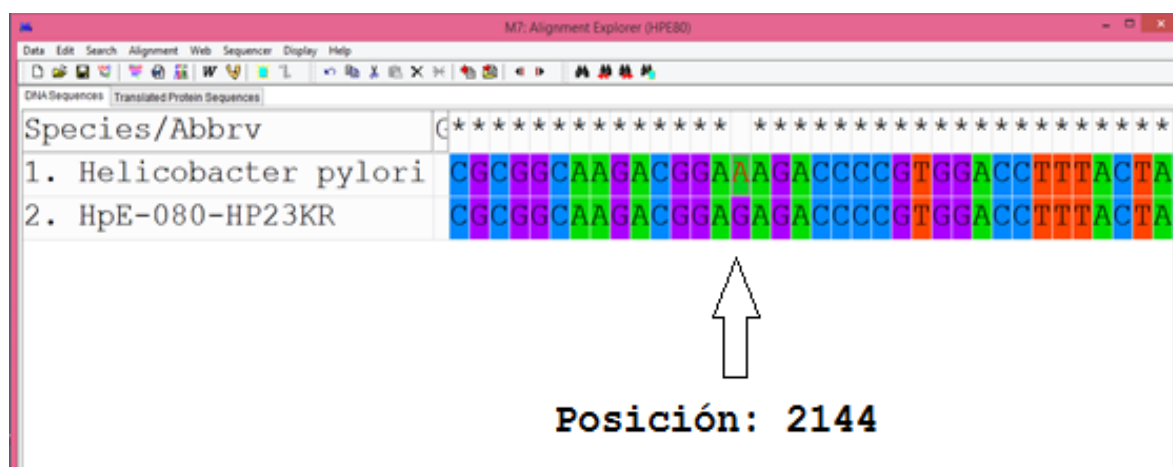 M7: Alignment Explorer (HPE80)
Data Edit Search Alignment Web Sequencer Display Help
DNA Sequences Translated Protein Sequences
Species/Abbrv * * * * * * * * * * * * * *   * * * * * * * * * * * * * * * * * * * * *
1. Helicobacter pylori CGCGGCAAGACGGAAAGACCCCGTGGACCTTTACTA
2. HpE-080-HP23KR CGCGGCAAGACGGAGAGACCCCGTGGACCTTTACTA
Posición: 2144